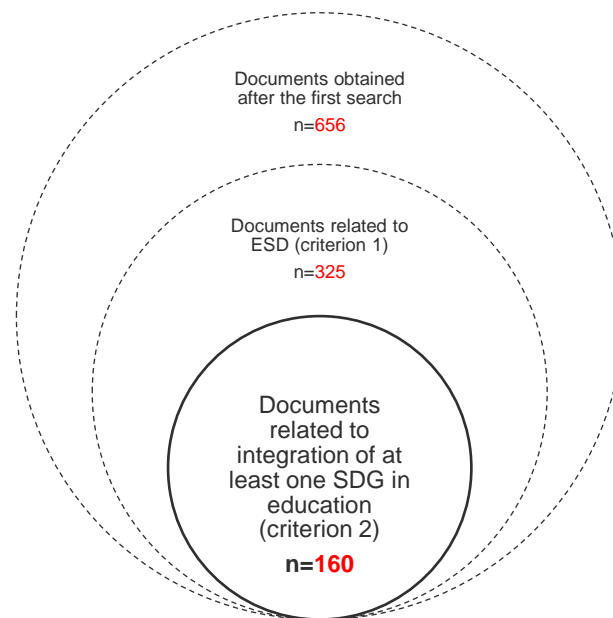 Documents obtained
after the first search
n=656
Documents related to
ESD (criterion 1)
n=325
Documents
related to
integration of at
least one SDG in
education
(criterion 2)
n=160